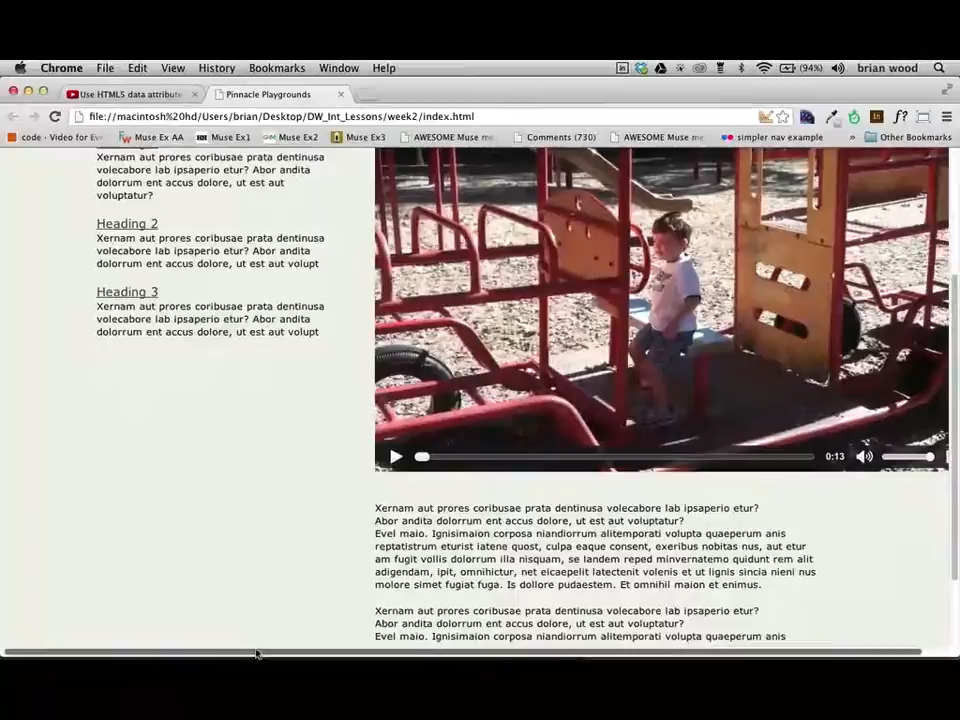 Chrome File Edit View History Bookmarks Window Help (94%) brian wood
Use HTML5 data attribute Pinnacle Playgrounds
file://macintosh%20hd/Users/brian/Desktop/DW_Int_Lessons/week2/index.html
code · Video for Ev Muse Ex AA Muse Ex1 Muse Ex2 Muse Ex3 AWESOME Muse me Comments (730) AWESOME Muse me simpler nav example » Other Bookmarks
Xernam aut prores coribusae prata dentinusa
volecabore lab ipsaperio etur? Abor andita
dolorrum ent accus dolore, ut est aut
voluptatur?
Heading 2
Xernam aut prores coribusae prata dentinusa
volecabore lab ipsaperio etur? Abor andita
dolorrum ent accus dolore, ut est aut volupt
Heading 3
Xernam aut prores coribusae prata dentinusa
volecabore lab ipsaperio etur? Abor andita
dolorrum ent accus dolore, ut est aut volupt
0:13
Xernam aut prores coribusae prata dentinusa volecabore lab ipsaperio etur?
Abor andita dolorrum ent accus dolore, ut est aut voluptatur?
Evel maio. Ignisimaion corposa niandiorrum alitemporati volupta quaeperum anis
reptatistrum eturist iatene quost, culpa eaque consent, exeribus nobitas nus, aut etur
am fugit vollis dolorrum illa nisquam, se landem reped minvernatemo quidunt rem alit
adigendam, ipit, omnihictur, net eicaepelit latectenit volenis et ut lignis sincia nieni nus
molore simet fugiat fuga. Is dollore pudaestem. Et omnihil maion et enimus.
Xernam aut prores coribusae prata dentinusa volecabore lab ipsaperio etur?
Abor andita dolorrum ent accus dolore, ut est aut voluptatur?
Evel maio. Ignisimaion corposa niandiorrum alitemporati volupta quaeperum anis